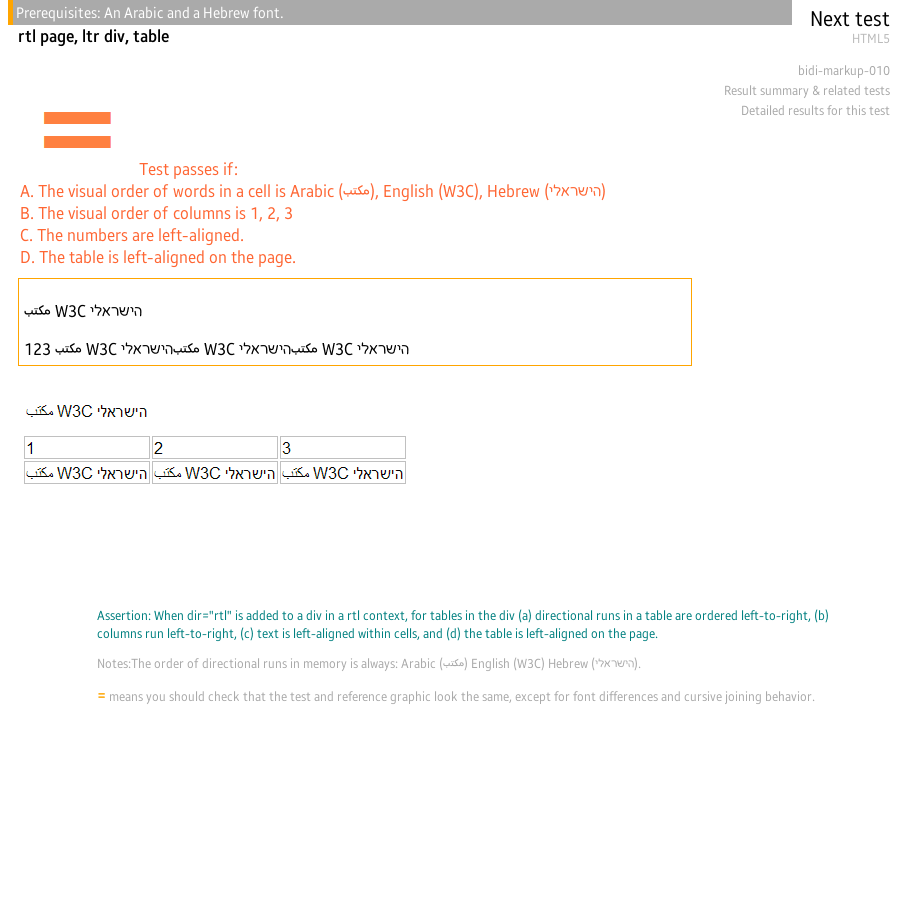 Prerequisites: An Arabic and a Hebrew font.
Next test
rtl page, ltr div, table
HTML5
bidi-markup-010
Result summary & related tests
Detailed results for this test
=
Test passes if:
A. The visual order of words in a cell is Arabic (مكتب), English (W3C), Hebrew (הישראלי)
B. The visual order of columns is 1, 2, 3
C. The numbers are left-aligned.
D. The table is left-aligned on the page.
مكتب W3C הישראלי
123 مكتب W3C הישראליمكتب W3C הישראליمكتب W3C הישראלי
مكتب W3C הישראלי
1 2 3
مكتب W3C הישראלי مكتب W3C הישראלי مكتب W3C הישראלי
Assertion: When dir="rtl" is added to a div in a rtl context, for tables in the div (a) directional runs in a table are ordered left-to-right, (b)
columns run left-to-right, (c) text is left-aligned within cells, and (d) the table is left-aligned on the page.
Notes:The order of directional runs in memory is always: Arabic (مكتب) English (W3C) Hebrew (הישראלי).
= means you should check that the test and reference graphic look the same, except for font differences and cursive joining behavior.